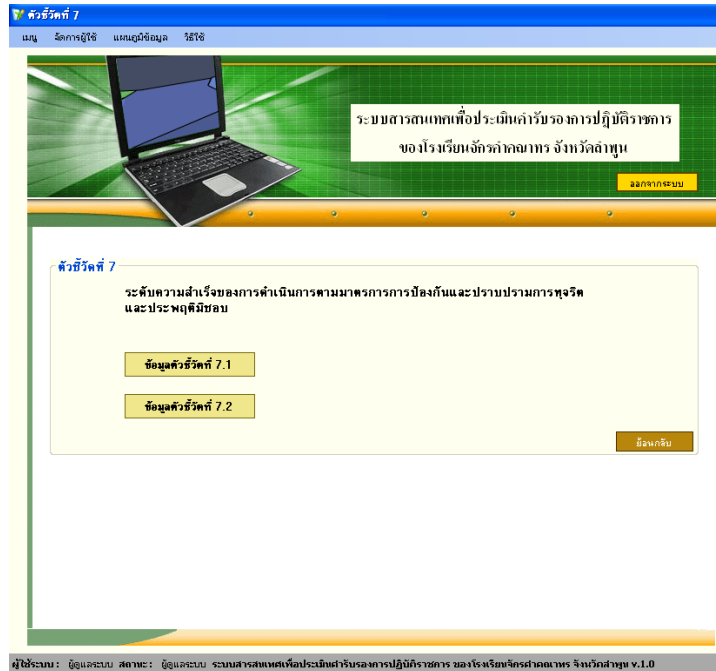 ตัวชี้วัดที่ 7
เมนู จัดการผู้ใช้ แผนภูมิข้อมูล วิธีใช้
ระบบสารสนเทศเพื่อประเมินคำรับรองการปฏิบัติราชการ
ของโรงเรียนจักรคำคณาทร จังหวัดลำพูน
ออกจากระบบ
ตัวชี้วัดที่ 7
ระดับความสำเร็จของการดำเนินการตามมาตรการการป้องกันและปราบปรามการทุจริต
และประพฤติมิชอบ
ข้อมูลตัวชี้วัดที่ 7.1
ข้อมูลตัวชี้วัดที่ 7.2
ย้อนกลับ
ผู้ใช้ระบบ : ผู้ดูแลระบบ สถานะ : ผู้ดูแลระบบ ระบบสารสนเทศเพื่อประเมินคำรับรองการปฏิบัติราชการ ของโรงเรียนจักรคำคณาทร จังหวัดลำพูน v.1.0